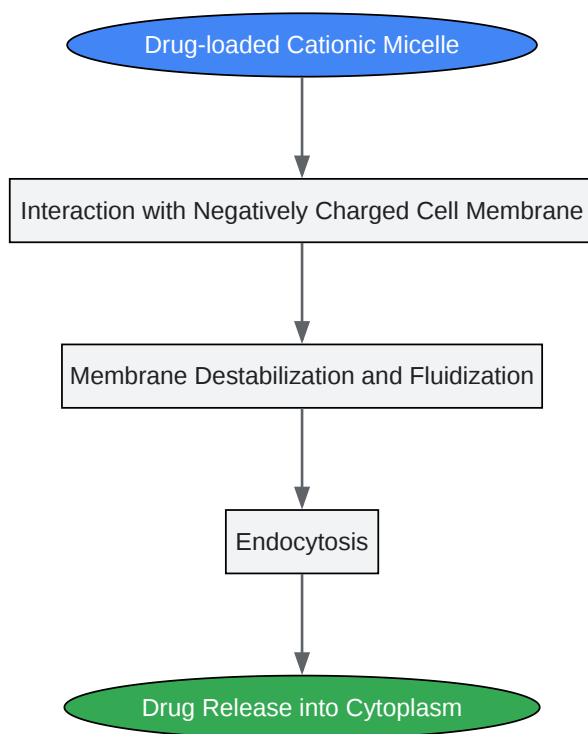 Drug-loaded Cationic Micelle
Interaction with Negatively Charged Cell Membrane
Membrane Destabilization and Fluidization
Endocytosis
Drug Release into Cytoplasm